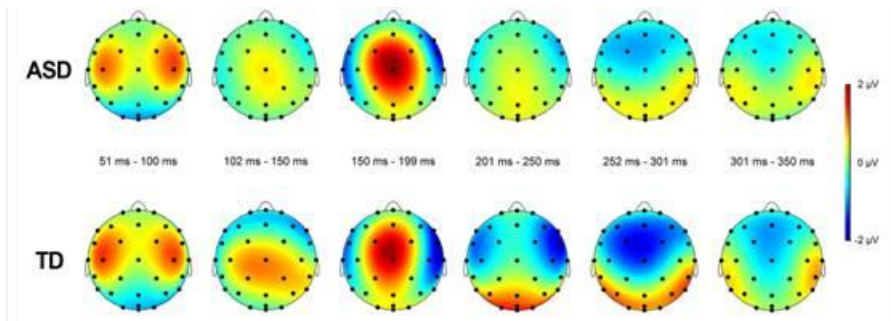 ASD
2 µV
51 ms - 100 ms 102 ms - 150 ms 150 ms - 199 ms 201 ms - 250 ms 252 ms - 301 ms 301 ms - 350 ms
0 µV
TD
-2 µV